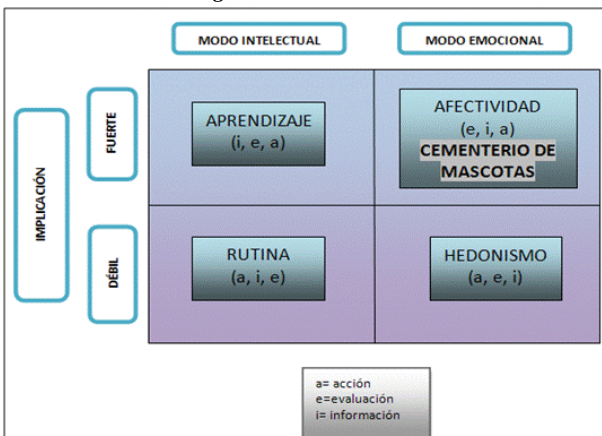 MODO INTELECTUAL
MODO EMOCIONAL
IMPLICACIÓN
FUERTE
APRENDIZAJE
(i, e, a)
AFECTIVIDAD
(e, i, a)
CEMENTERIO DE
MASCOTAS
DÉBIL
RUTINA
(a, i, e)
HEDONISMO
(a, e, i)
a= acción
e=evaluación
i= información